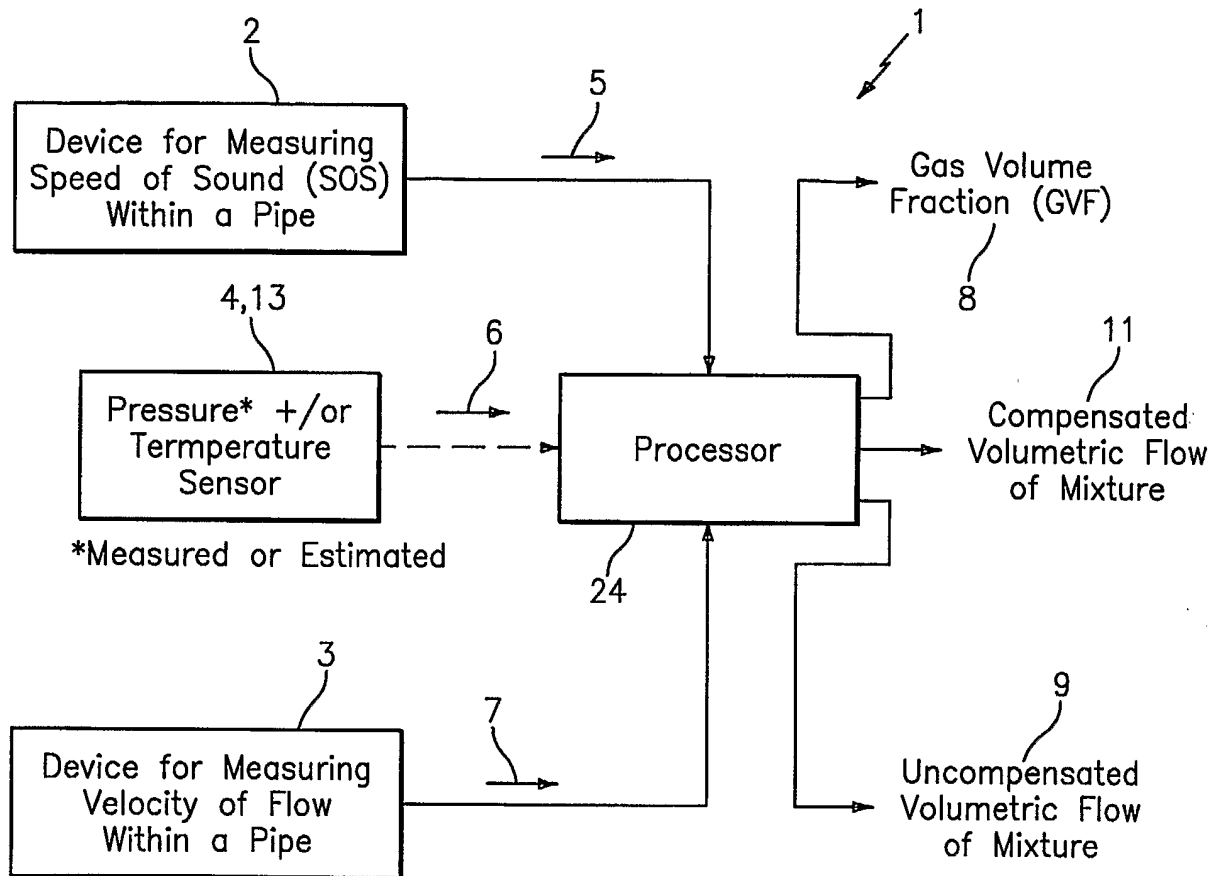 1
2
Device for Measuring
Speed of Sound (SOS)
Within a Pipe
5
Gas Volume
Fraction (GVF)
8
4,13
Pressure* +/or
Termperature
Sensor
*Measured or Estimated
6
Processor
24
11
Compensated
Volumetric Flow
of Mixture
3
Device for Measuring
Velocity of Flow
Within a Pipe
7
9
Uncompensated
Volumetric Flow
of Mixture